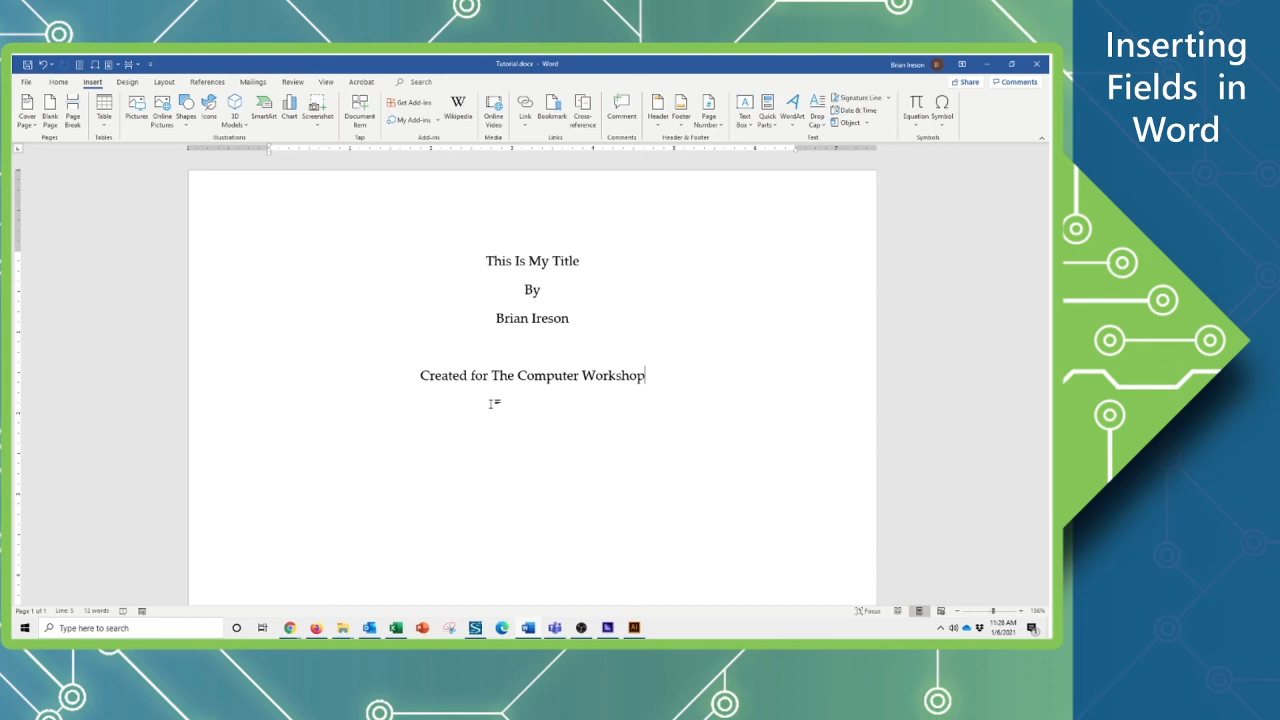 Inserting
Fields in
Word
Tutorial.docx - Word
Brian Ireson
File Home Insert Design Layout References Mailings Review View Acrobat Search
Share Comments
Cover Page
Blank Page
Page Break
Pages
Table
Tables
Pictures
Online Pictures
Shapes
Icons
3D Models
SmartArt
Chart
Screenshot
Illustrations
Document Item
Tap
Get Add-ins
My Add-ins
Wikipedia
Add-ins
Online Video
Media
Link
Bookmark
Cross-reference
Links
Comment
Comments
Header
Footer
Page Number
Header & Footer
Text Box
Quick Parts
WordArt
Drop Cap
Signature Line
Date & Time
Object
Text
Equation
Symbol
Symbols
This Is My Title
By
Brian Ireson
Created for The Computer Workshop
Page 1 of 1 Line: 5 12 words
Focus
156%
Type here to search
11:28 AM
1/6/2021